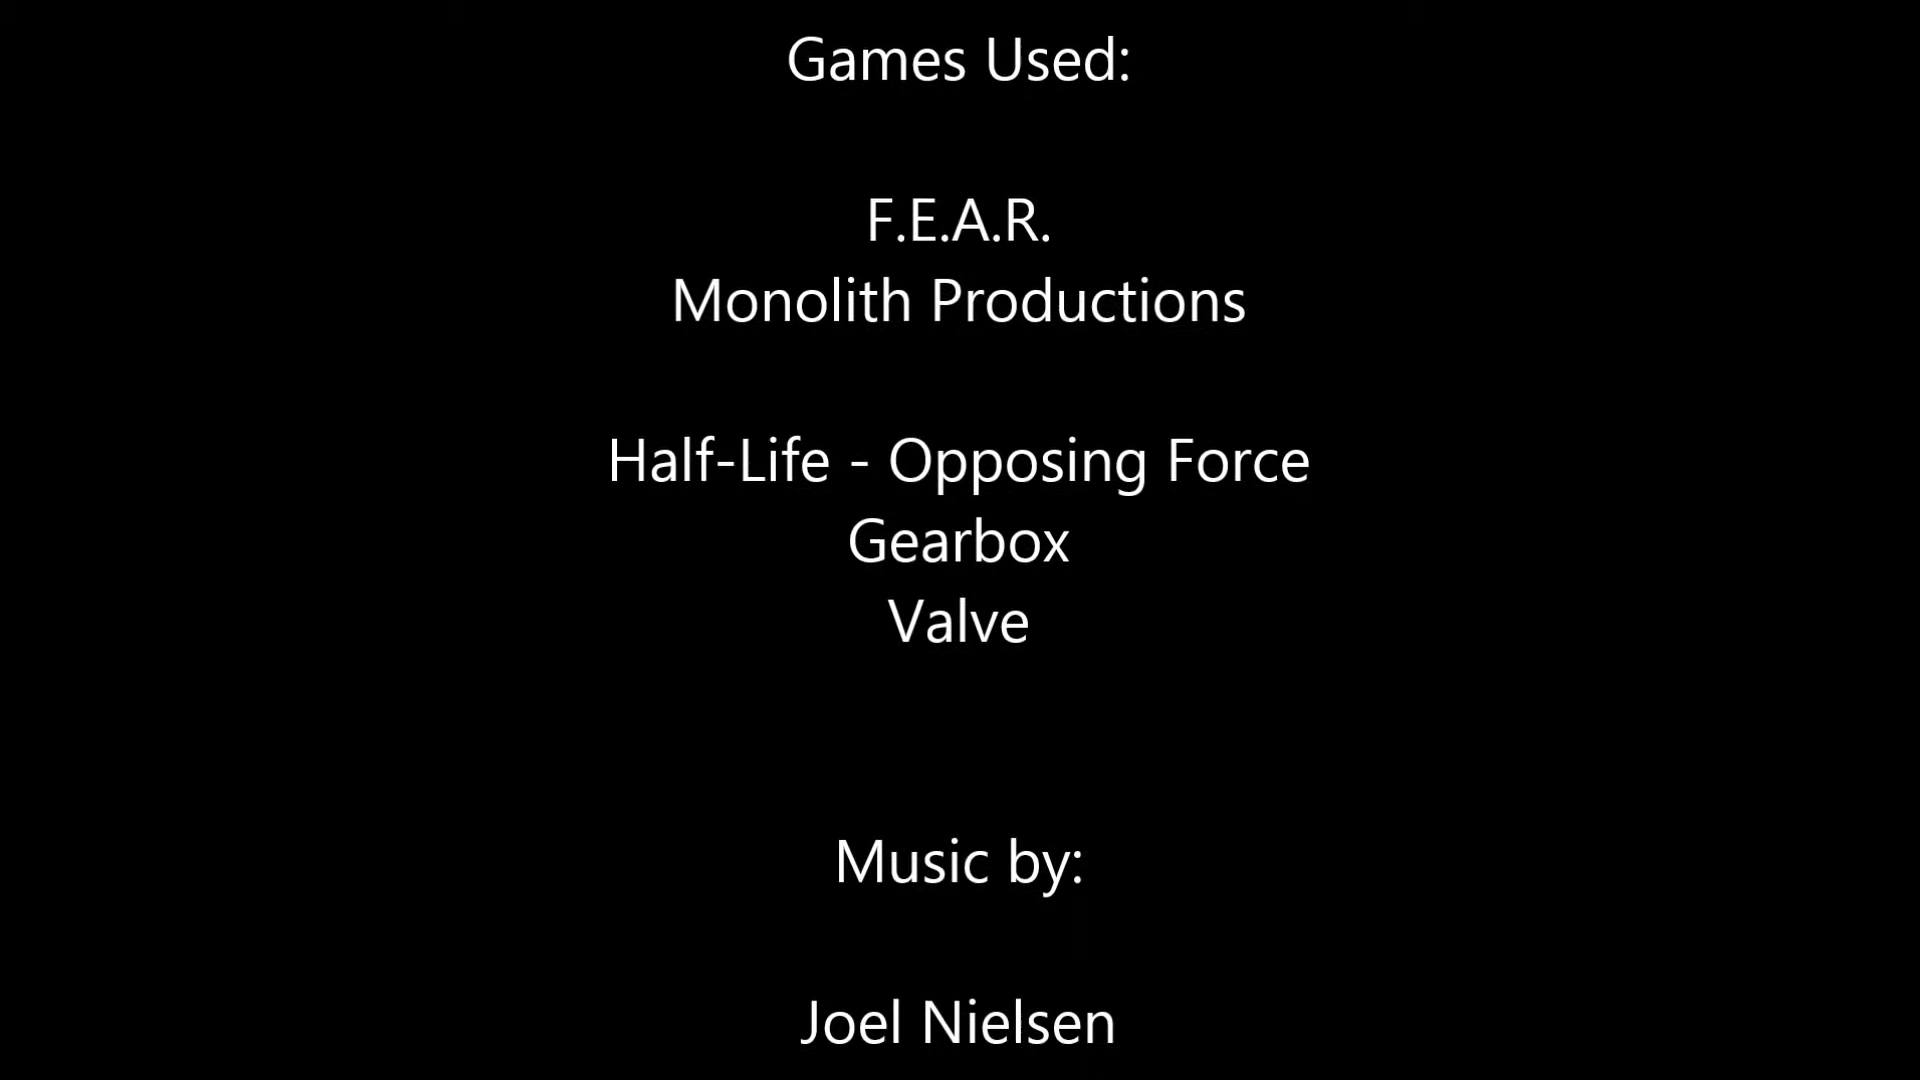 Games Used:
F.E.A.R.
Monolith Productions
Half-Life - Opposing Force
Gearbox
Valve
Music by:
Joel Nielsen